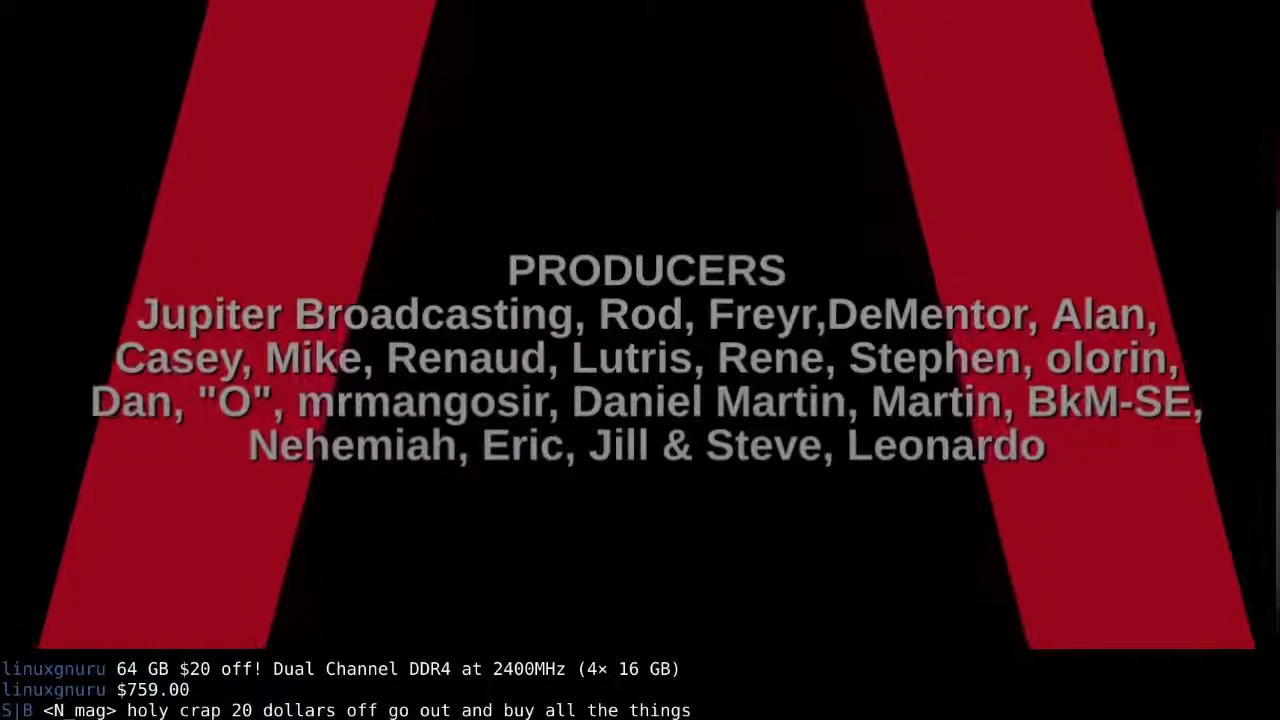 PRODUCERS
Jupiter Broadcasting, Rod, Freyr,DeMentor, Alan,
Casey, Mike, Renaud, Lutris, Rene, Stephen, olorin,
Dan, "O", mrmangosir, Daniel Martin, Martin, BkM-SE,
Nehemiah, Eric, Jill & Steve, Leonardo
linuxgnuru 64 GB $20 off! Dual Channel DDR4 at 2400MHz (4× 16 GB)
linuxgnuru $759.00
S|B <N_mag> holy crap 20 dollars off go out and buy all the things